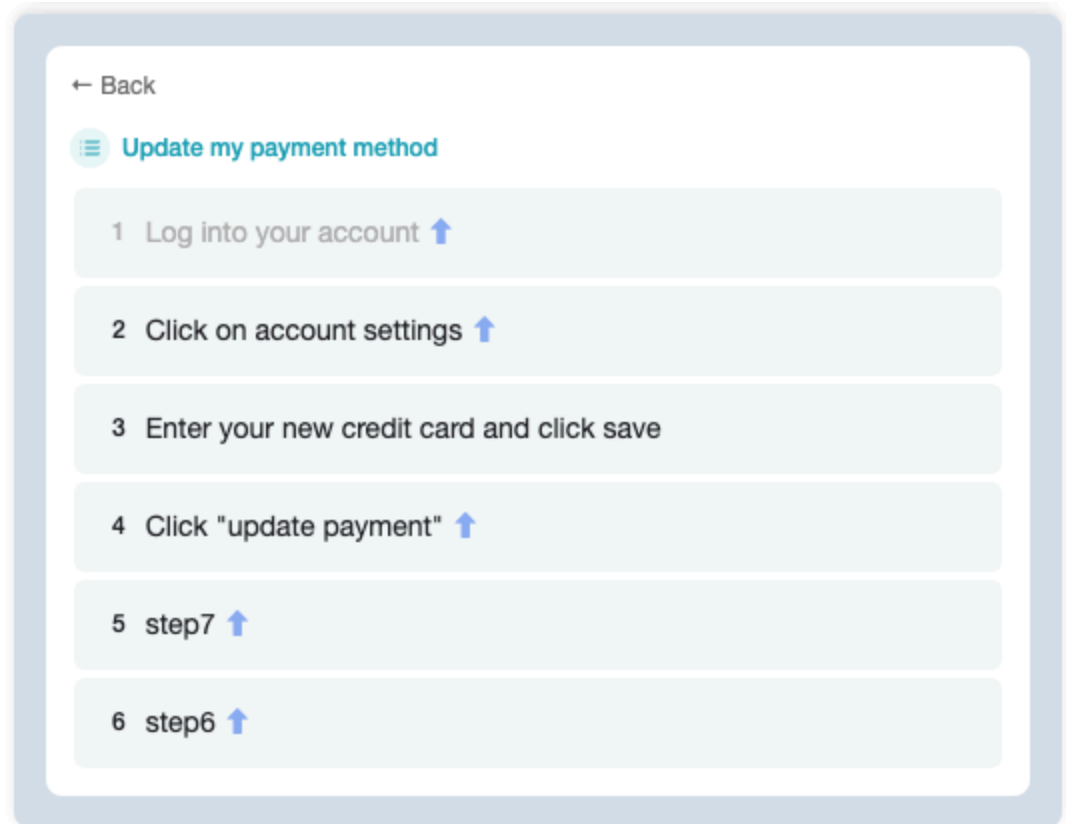 ← Back
Update my payment method
1 Log into your account ⬆
2 Click on account settings ⬆
3 Enter your new credit card and click save
4 Click "update payment" ⬆
5 step7 ⬆
6 step6 ⬆